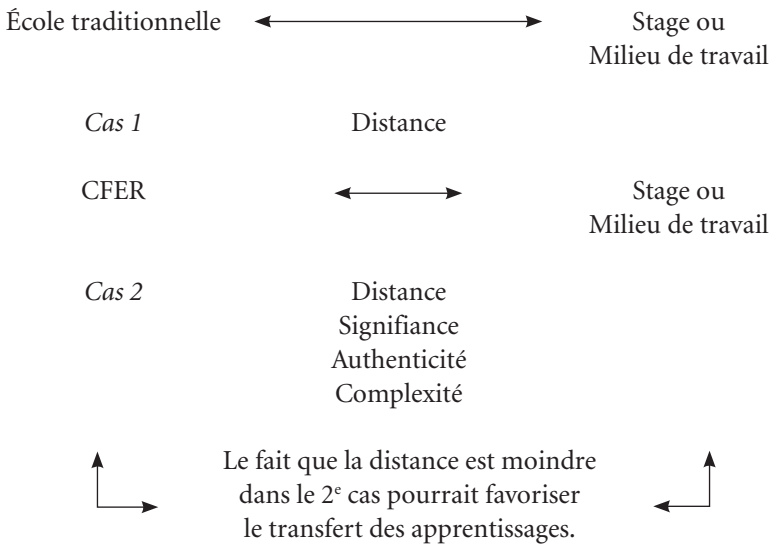 École traditionnelle Stage ou
Milieu de travail
Cas 1 Distance
CFER Stage ou
Milieu de travail
Cas 2 Distance
Signifiance
Authenticité
Complexité
Le fait que la distance est moindre
dans le 2e cas pourrait favoriser
le transfert des apprentissages.